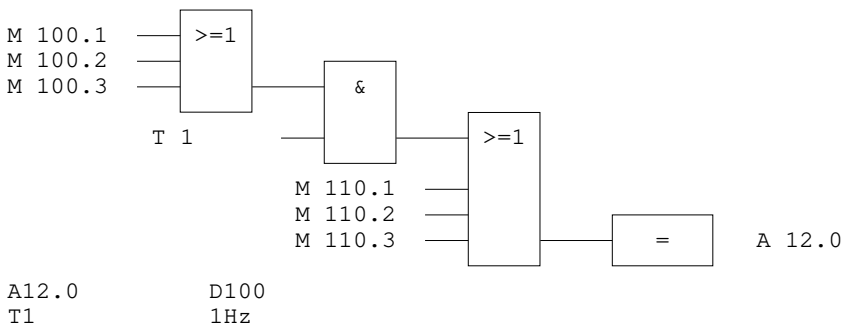 M 100.1 >=1
M 100.2
M 100.3 &
T 1 >=1
M 110.1
M 110.2
M 110.3 = A 12.0
A12.0 D100
T1 1Hz